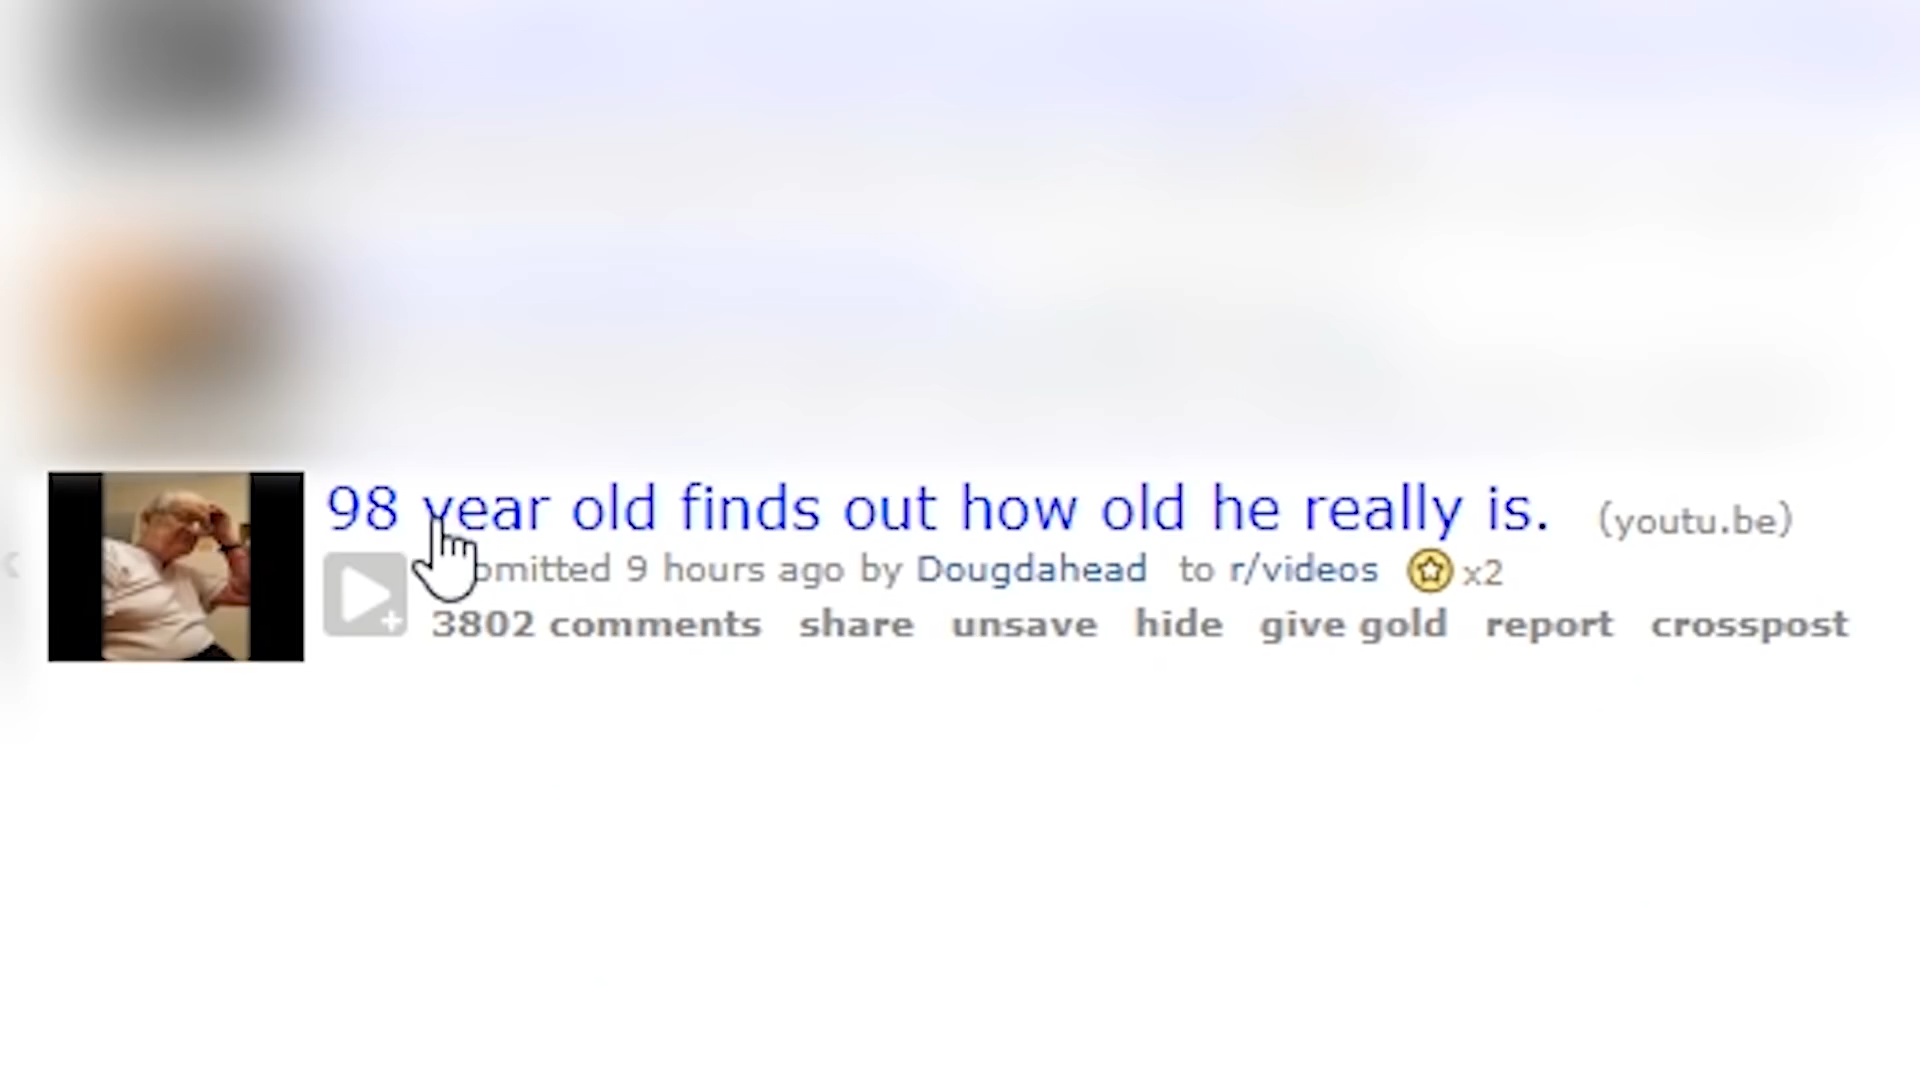 98 year old finds out how old he really is. (youtu.be)
9 hours ago by Dougdahead to r/videos x2
3802 comments share unsave hide give gold report crosspost